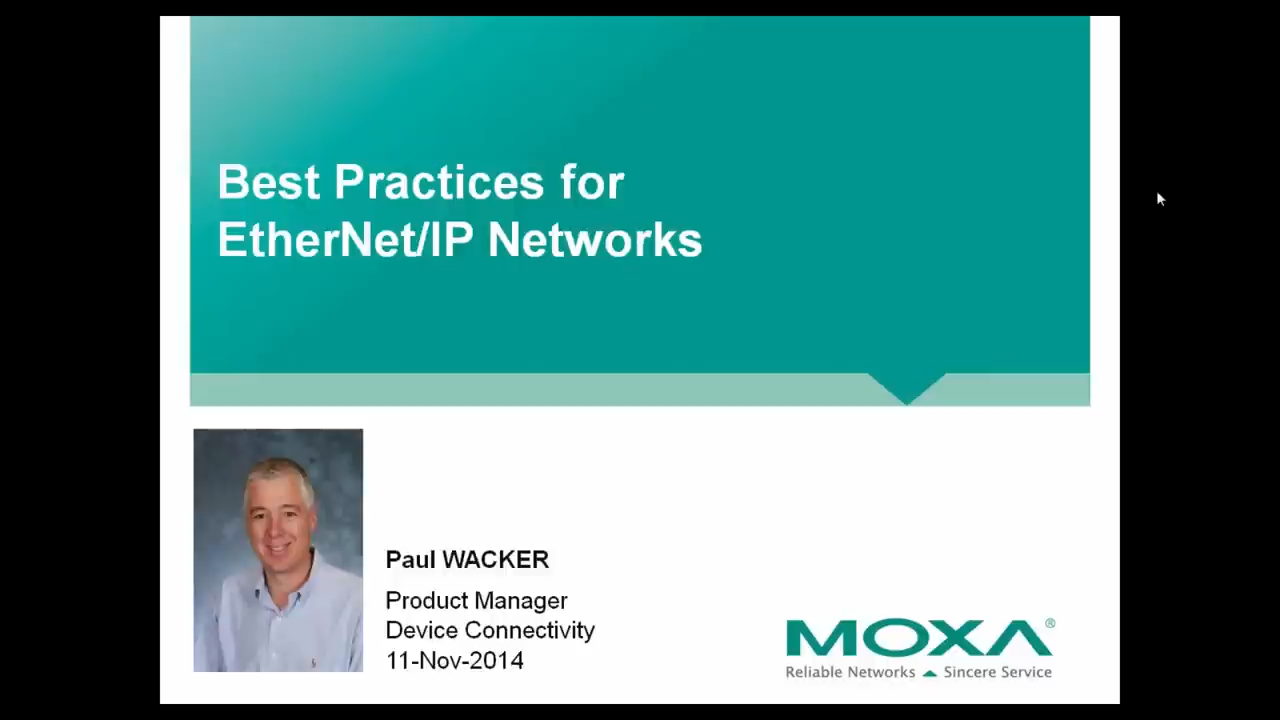 Best Practices for
EtherNet/IP Networks
Paul WACKER
Product Manager
Device Connectivity
11-Nov-2014
MOXA®
Reliable Networks ▲ Sincere Service